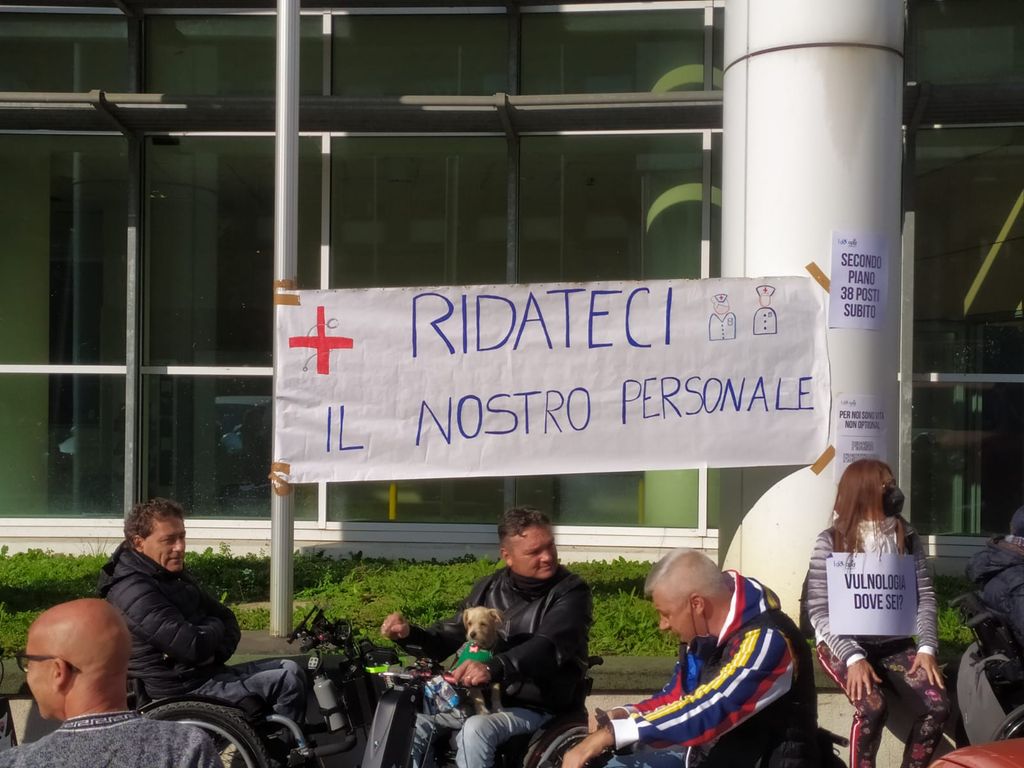 RIDATECI
IL NOSTRO PERSONALE
SECONDO
PIANO
38 POSTI
SUBITO
PER NOI SONO VITA
NON OPTIONAL
VULNOLOGIA
DOVE SEI?